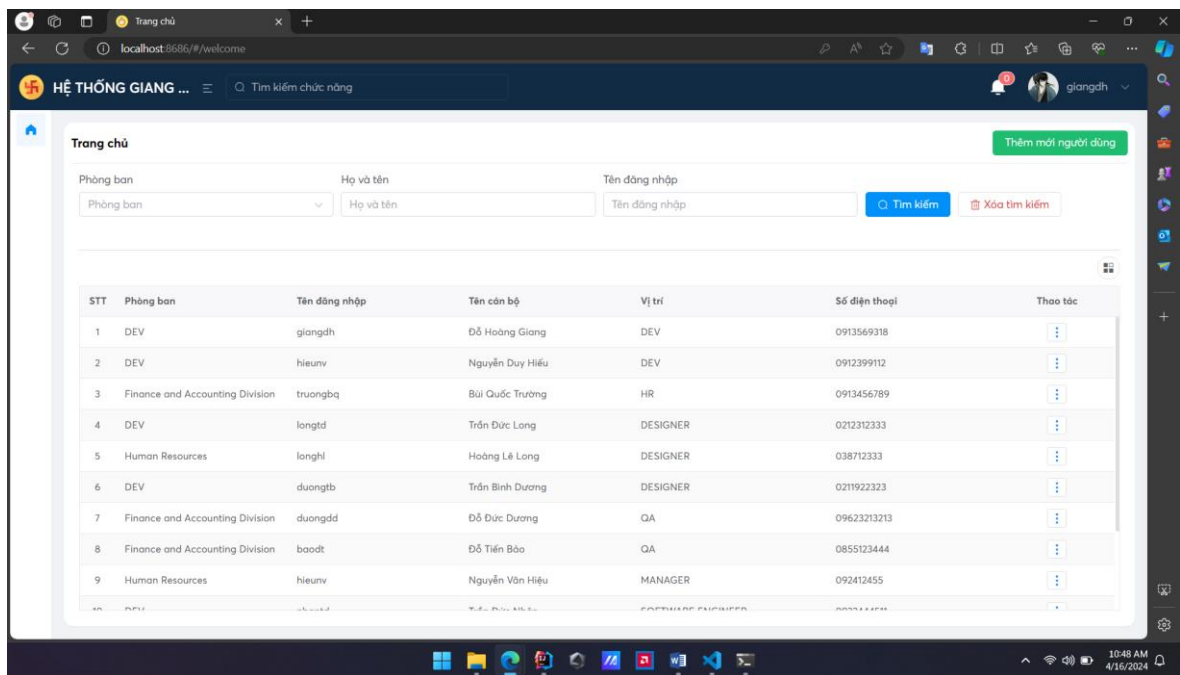 Trang chủ
localhost:8686/#/welcome
HỆ THỐNG GIANG ... Tìm kiếm chức năng 0 giangdh
Trang chủ Thêm mới người dùng
Phòng ban Họ và tên Tên đăng nhập
Phòng ban Họ và tên Tên đăng nhập Tìm kiếm Xóa tìm kiếm
STT Phòng ban Tên đăng nhập Tên cán bộ Vị trí Số điện thoại Thao tác
1 DEV giangdh Đỗ Hoàng Giang DEV 0913569318
2 DEV hieunv Nguyễn Duy Hiếu DEV 0912399112
3 Finance and Accounting Division truongbq Bùi Quốc Trường HR 0913456789
4 DEV longtd Trần Đức Long DESIGNER 0212312333
5 Human Resources longhl Hoàng Lê Long DESIGNER 038712333
6 DEV duongtb Trần Bình Dương DESIGNER 0211922323
7 Finance and Accounting Division duongdd Đỗ Đức Dương QA 09623213213
8 Finance and Accounting Division baodt Đỗ Tiến Bảo QA 0855123444
9 Human Resources hieunv Nguyễn Văn Hiệu MANAGER 092412455
10 DEV SOFTWARE ENGINEER
10:48 AM
4/16/2024